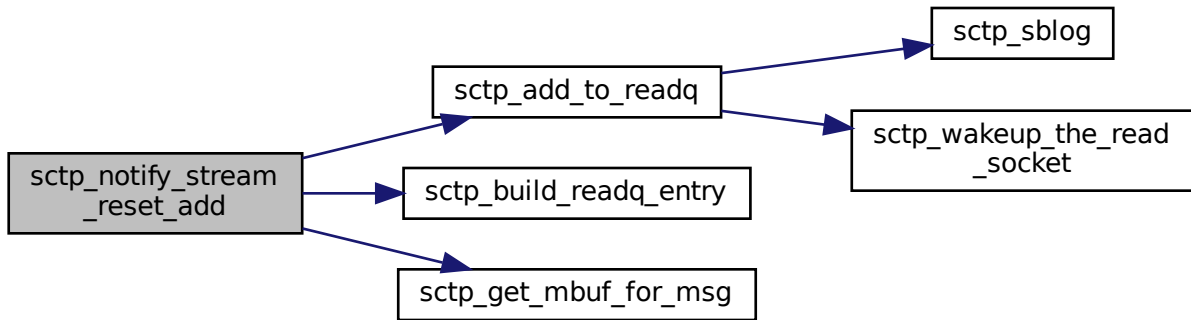 sctp_notify_stream
_reset_add
sctp_add_to_readq
sctp_sblog
sctp_wakeup_the_read
_socket
sctp_build_readq_entry
sctp_get_mbuf_for_msg